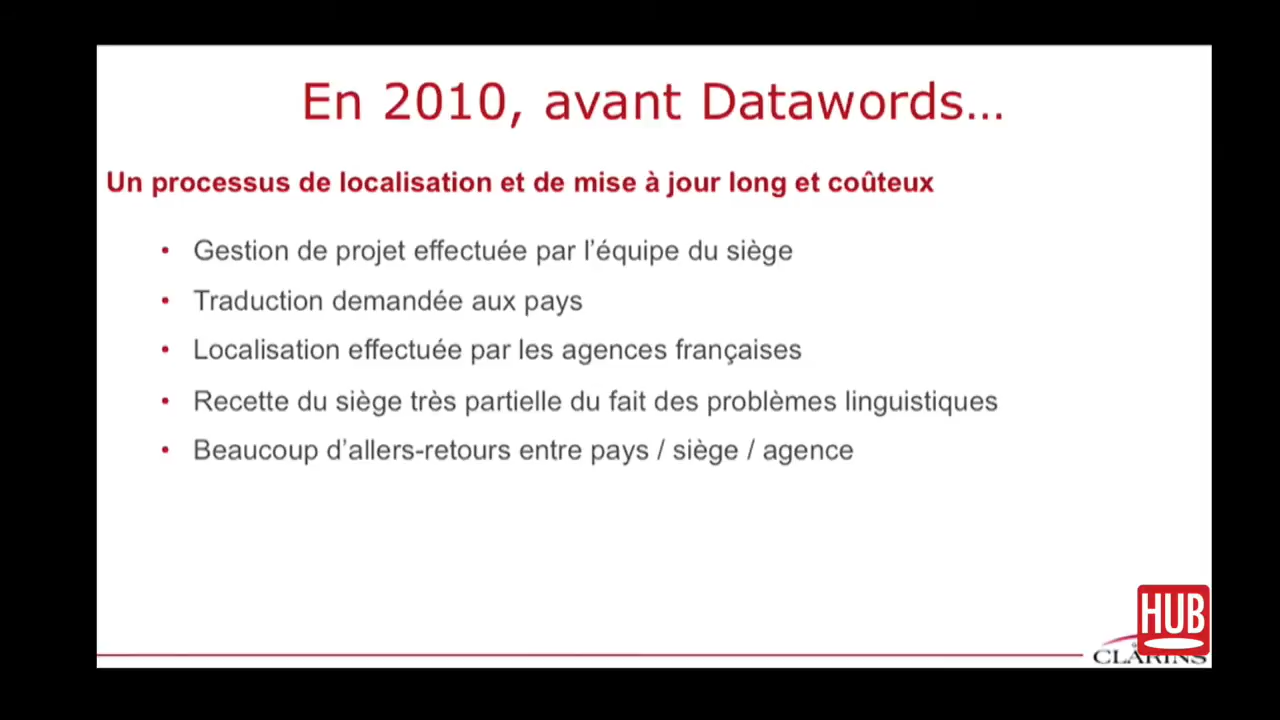 En 2010, avant Datawords...
Un processus de localisation et de mise à jour long et coûteux
• Gestion de projet effectuée par l’équipe du siège
• Traduction demandée aux pays
• Localisation effectuée par les agences françaises
• Recette du siège très partielle du fait des problèmes linguistiques
• Beaucoup d’allers-retours entre pays / siège / agence
HUB
CLARINS